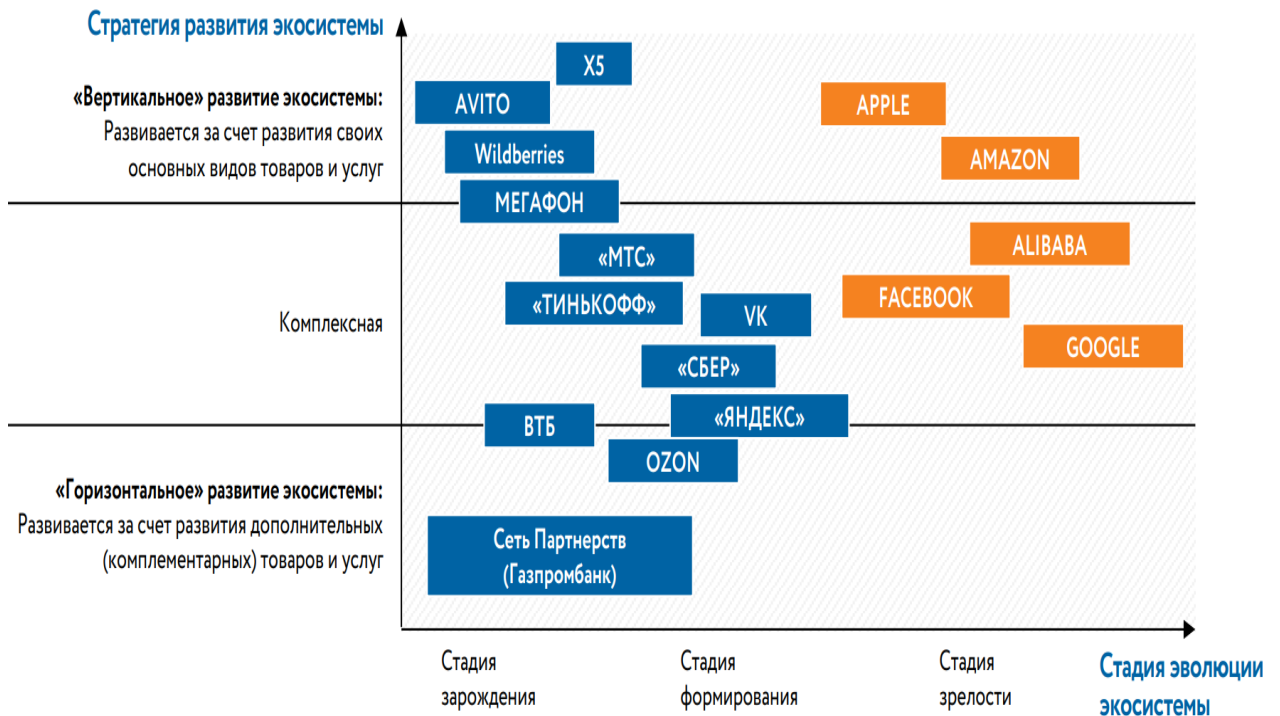 Стратегия развития экосистемы
«Вертикальное» развитие экосистемы:
Развивается за счет развития своих
основных видов товаров и услуг
Комплексная
«Горизонтальное» развитие экосистемы:
Развивается за счет развития дополнительных
(комплементарных) товаров и услуг
X5
AVITO
APPLE
Wildberries
AMAZON
МЕГАФОН
«МТС»
ALIBABA
«ТИНЬКОФФ»
VK
FACEBOOK
«СБЕР»
GOOGLE
ВТБ
«ЯНДЕКС»
OZON
Сеть Партнерств
(Газпромбанк)
Стадия
зарождения
Стадия
формирования
Стадия
зрелости
Стадия эволюции
экосистемы